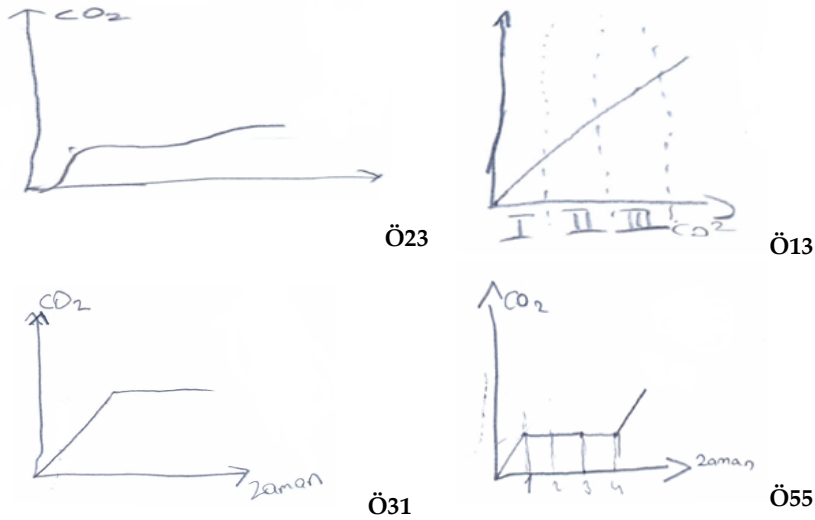 CO₂
Ö23
I II III CO²
Ö13
CO₂
Zaman
Ö31
CO₂
1 2 3 4
Zaman
Ö55